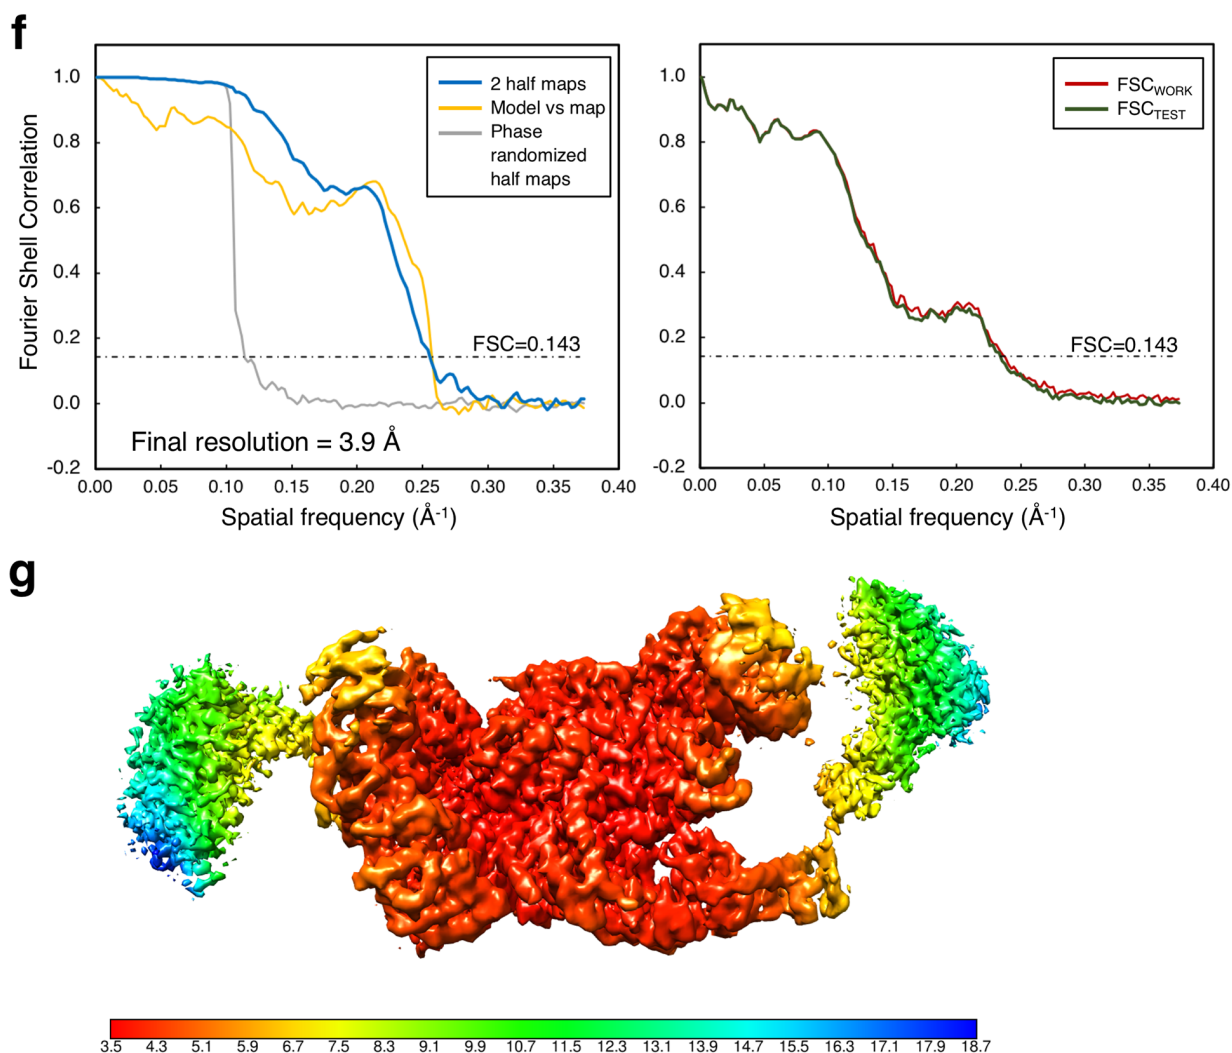 f
1.0
0.8
0.6
0.4
0.2
0.0
-0.2
Fourier Shell Correlation
2 half maps
Model vs map
Phase
randomized
half maps
FSC=0.143
Final resolution = 3.9 Å
0.00 0.05 0.10 0.15 0.20 0.25 0.30 0.35 0.40
Spatial frequency (Å-1)
1.0
0.8
0.6
0.4
0.2
0.0
-0.2
FSCWORK
FSCTEST
FSC=0.143
0.00 0.05 0.10 0.15 0.20 0.25 0.30 0.35 0.40
Spatial frequency (Å-1)
g
3.5 4.3 5.1 5.9 6.7 7.5 8.3 9.1 9.9 10.7 11.5 12.3 13.1 13.9 14.7 15.5 16.3 17.1 17.9 18.7